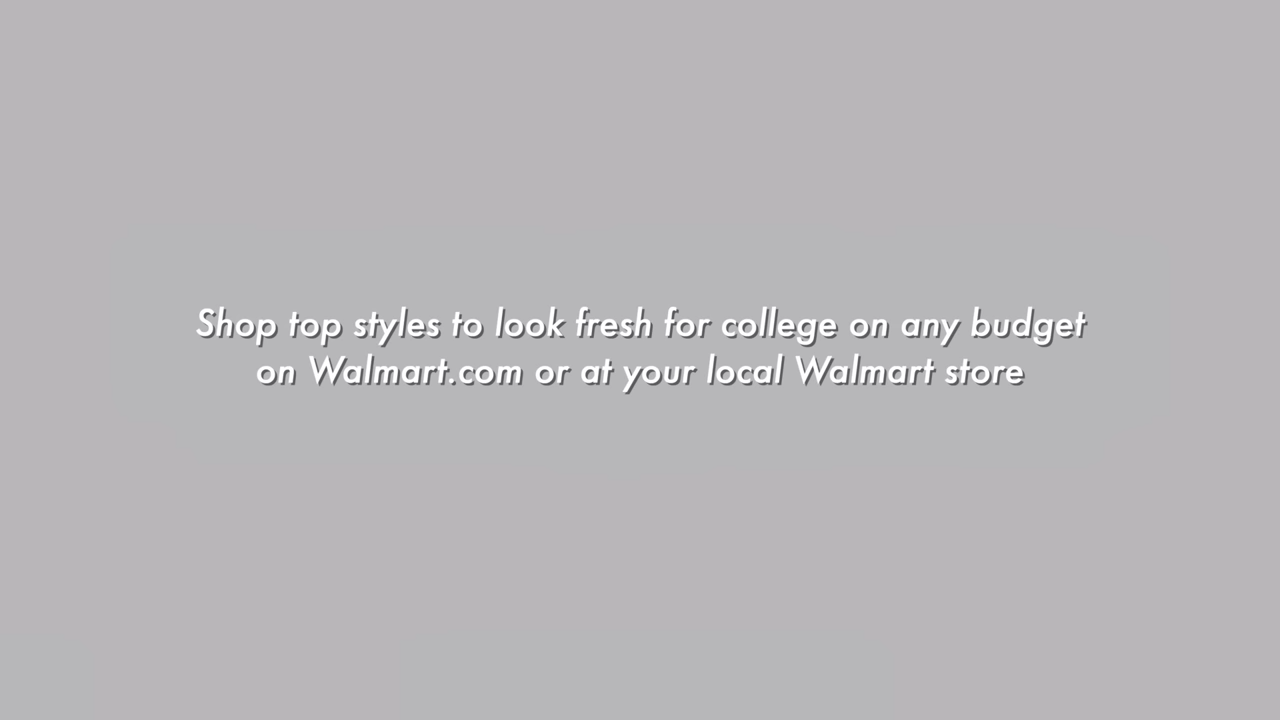 Shop top styles to look fresh for college on any budget
on Walmart.com or at your local Walmart store